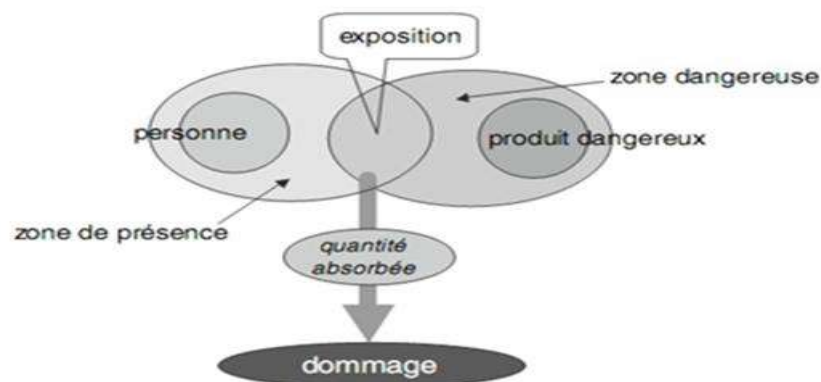 exposition
zone dangereuse
personne
produit dangereux
zone de présence
quantité
absorbée
dommage